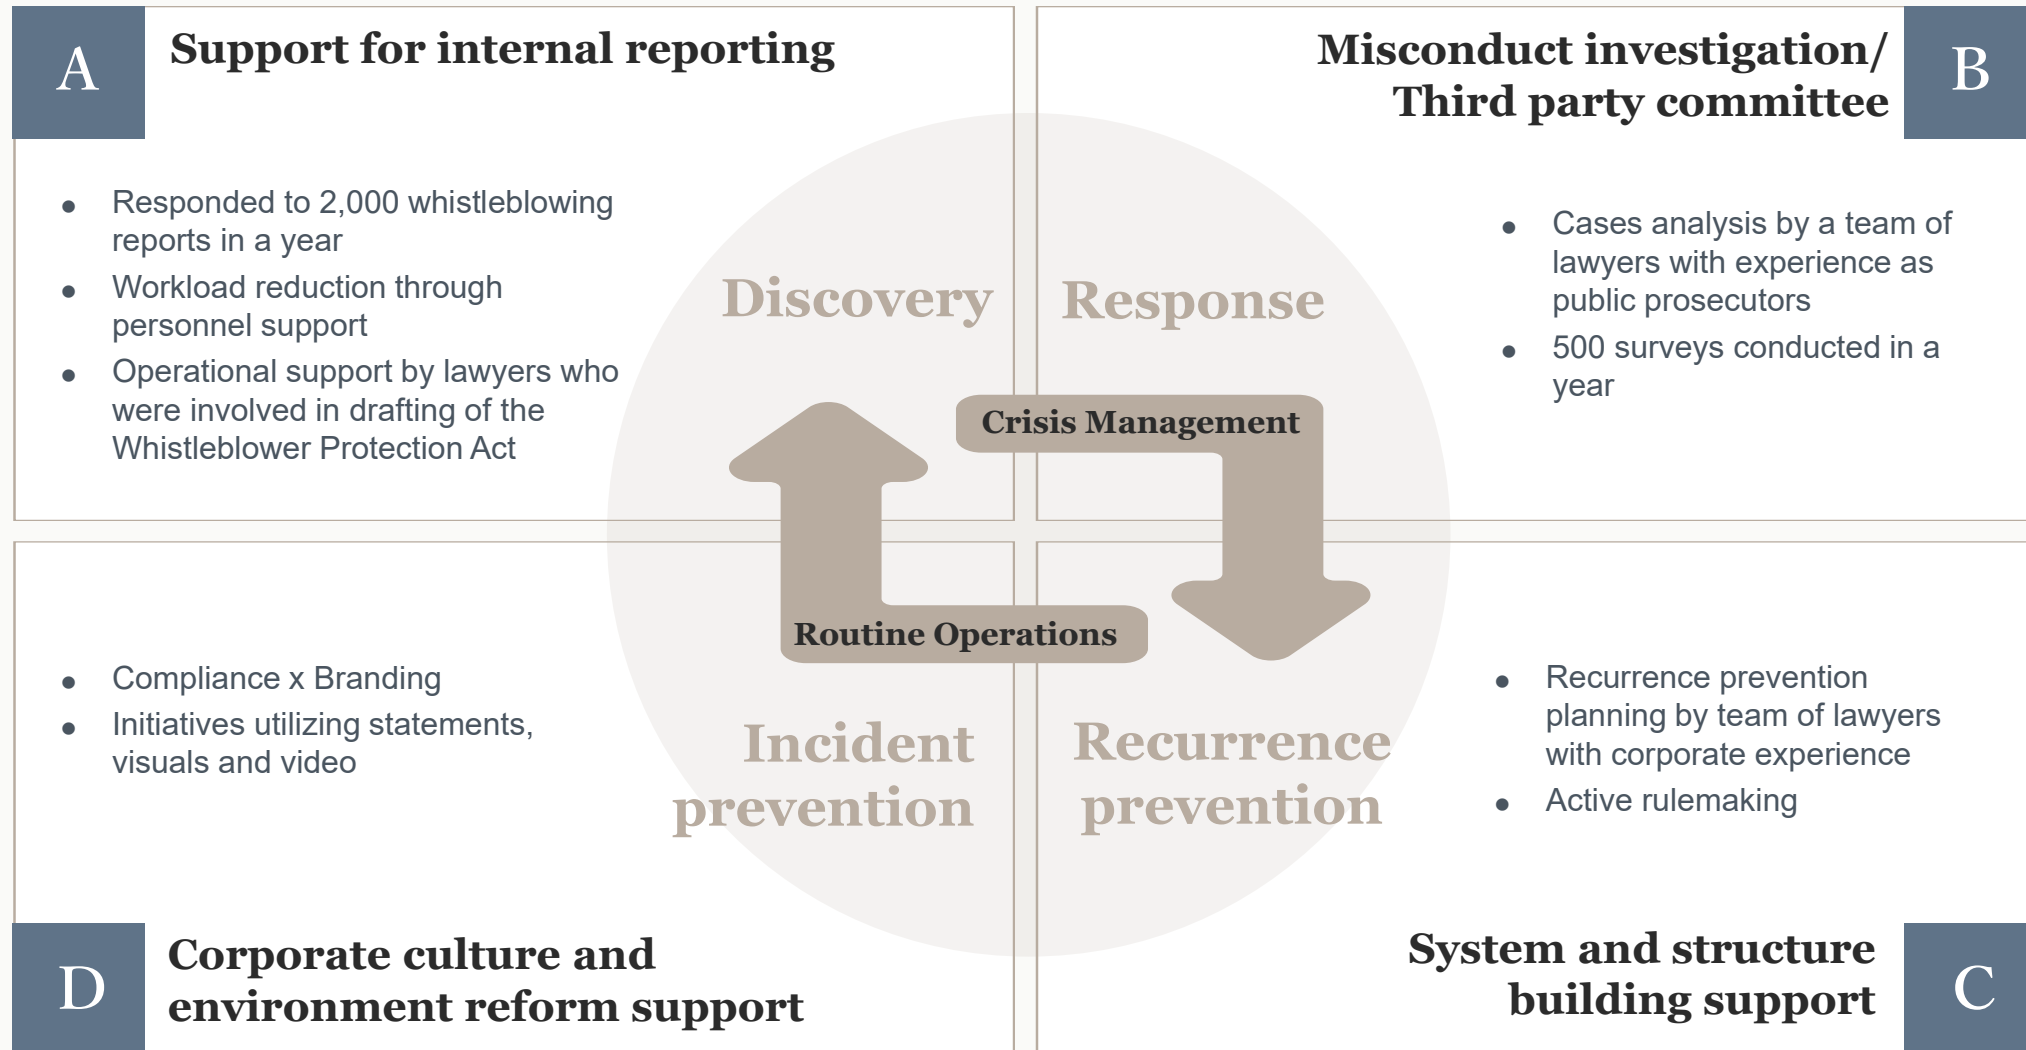 A
Support for internal reporting
Responded to 2,000 whistleblowing
reports in a year
Workload reduction through
personnel support
Operational support by lawyers who
were involved in drafting of the
Whistleblower Protection Act
Discovery
Misconduct investigation/
Third party committee
B
Cases analysis by a team of
lawyers with experience as
public prosecutors
500 surveys conducted in a
year
Response
Crisis Management
Routine Operations
Compliance x Branding
Initiatives utilizing statements,
visuals and video
Incident
prevention
D
Corporate culture and
environment reform support
Recurrence
prevention
Recurrence prevention
planning by team of lawyers
with corporate experience
Active rulemaking
System and structure
building support
C